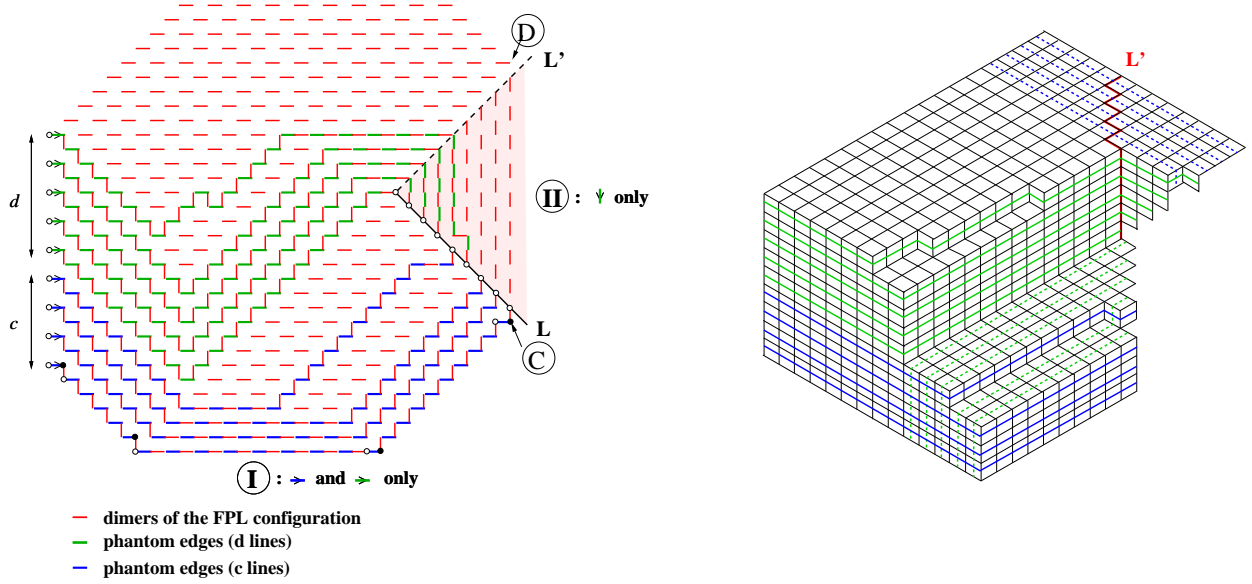 D
L'
L'
d
II : only
c
L
C
I : and only
dimers of the FPL configuration
phantom edges (d lines)
phantom edges (c lines)